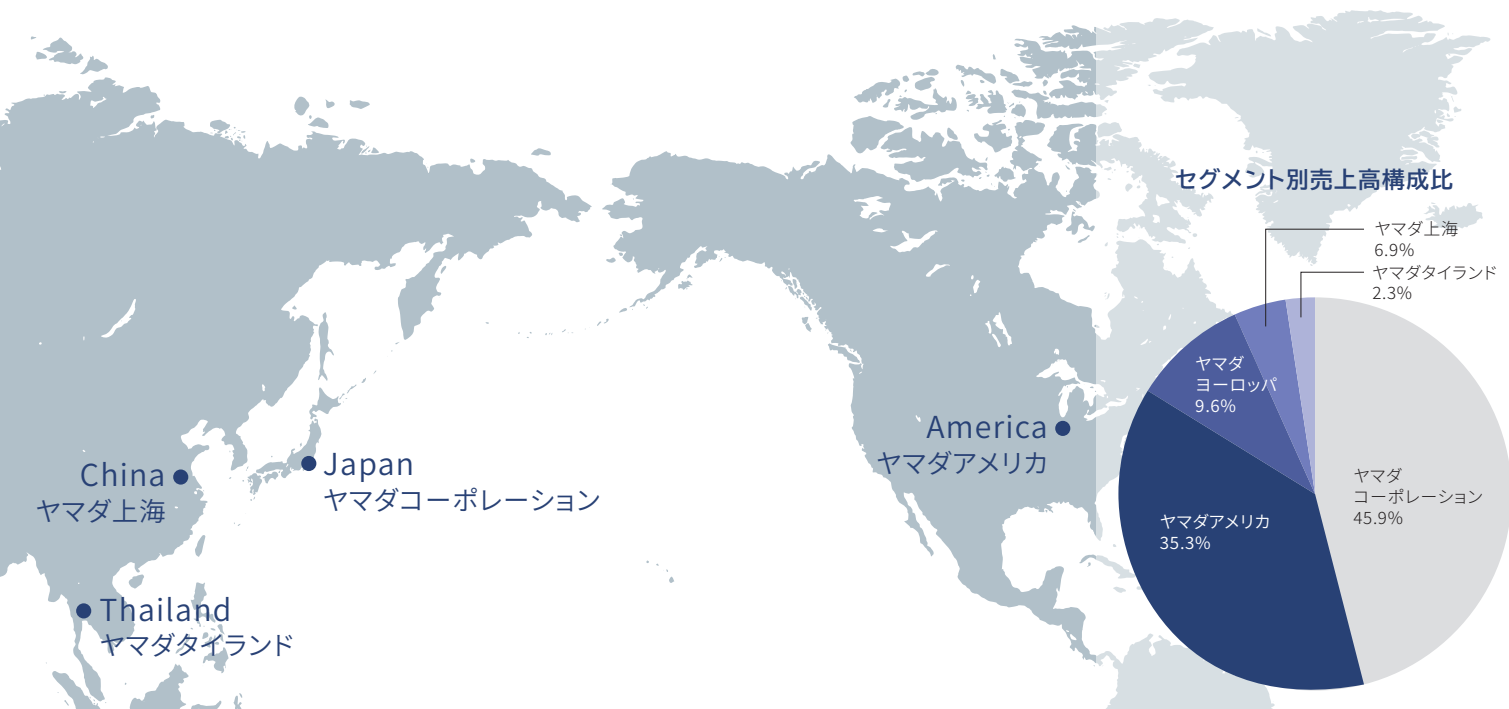 セグメント別売上高構成比
ヤマダ上海
6.9%
ヤマダタイランド
2.3%
ヤマダ
ヨーロッパ
9.6%
ヤマダ
コーポレーション
45.9%
ヤマダアメリカ
35.3%
America
ヤマダアメリカ
Japan
ヤマダコーポレーション
China
ヤマダ上海
Thailand
ヤマダタイランド